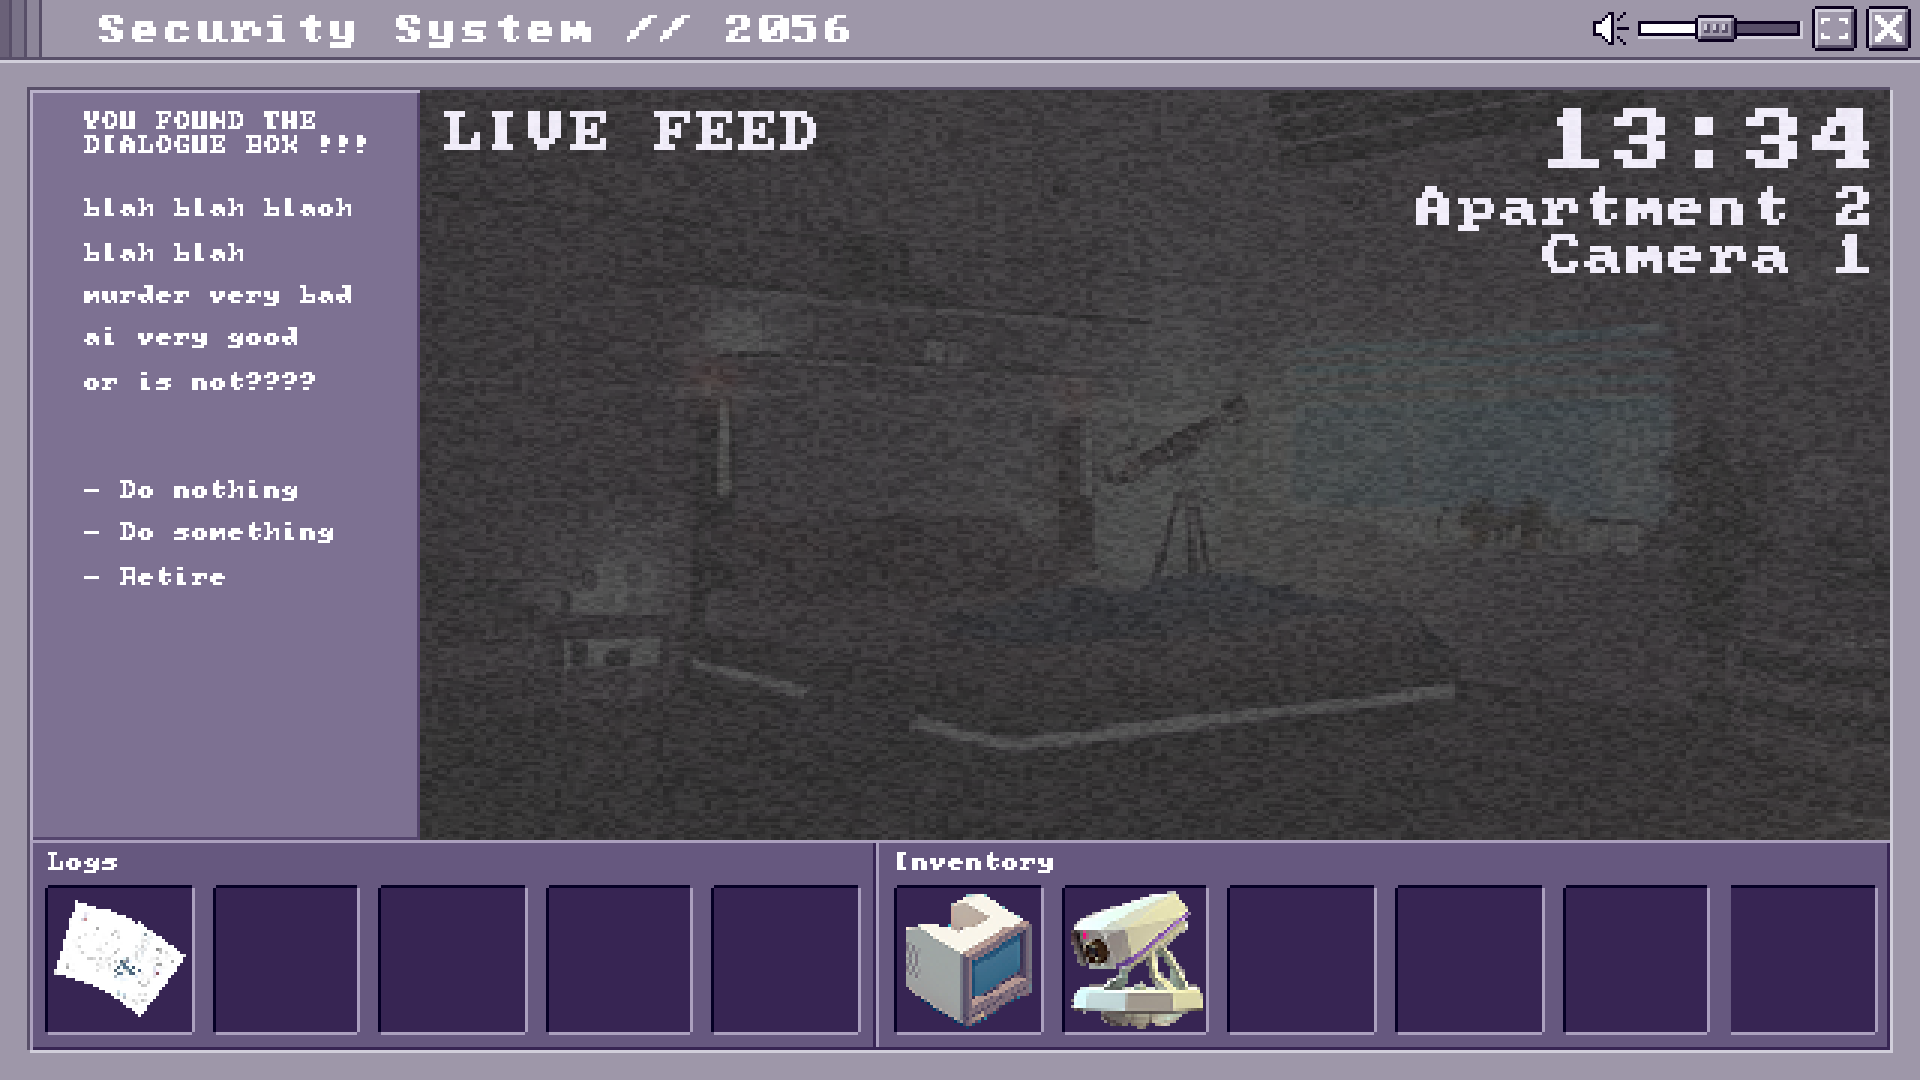 Security System // 2056
YOU FOUND THE
DIALOGUE BOX !!!
blah blah blaoh
blah blah
murder very bad
ai very good
or is not????
- Do nothing
- Do something
- Retire
LIVE FEED
13:34
Apartment 2
Camera 1
Logs
Inventory